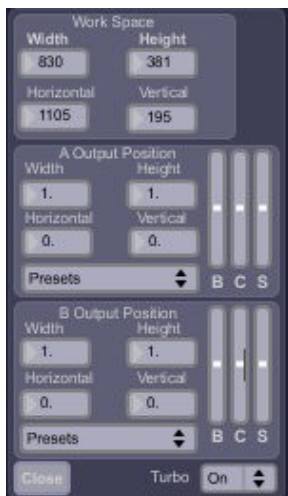 Work Space
Width Height
830 381
Horizontal Vertical
1105 195
A Output Position
Width Height
1. 1.
Horizontal Vertical
0. 0.
Presets B C S
B Output Position
Width Height
1. 1.
Horizontal Vertical
0. 0.
Presets B C S
Close Turbo On